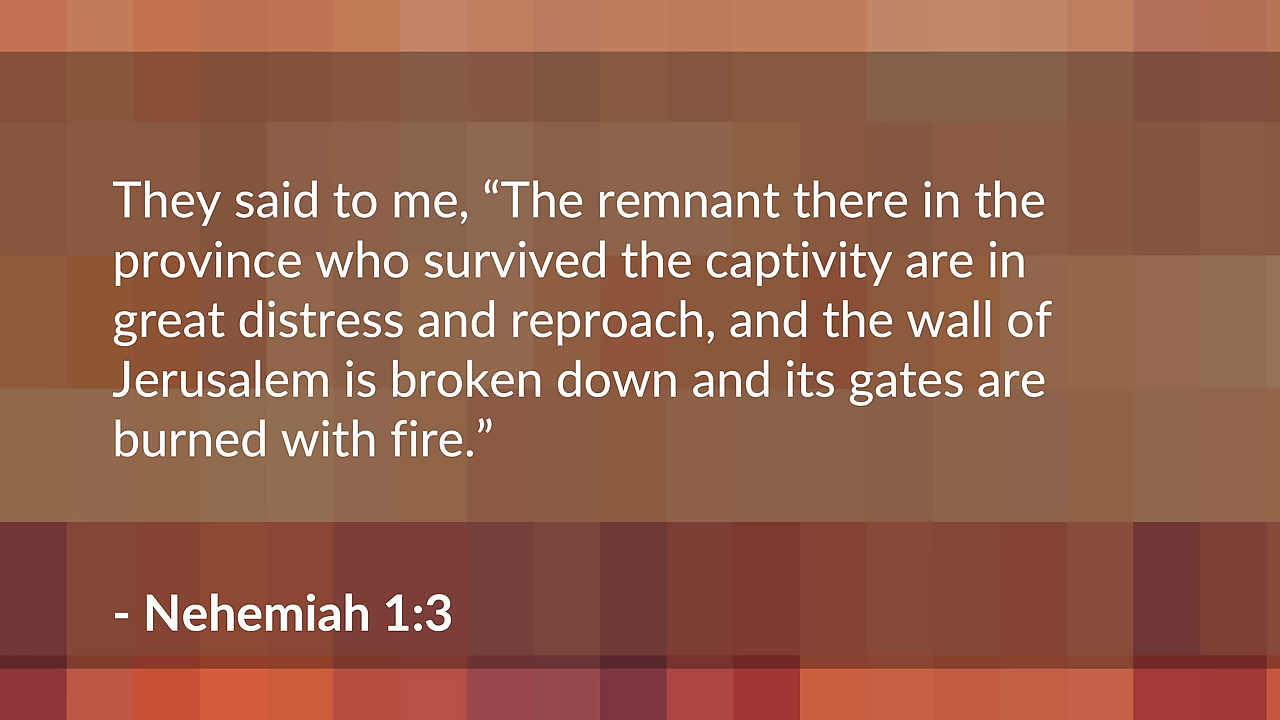 They said to me, “The remnant there in the
province who survived the captivity are in
great distress and reproach, and the wall of
Jerusalem is broken down and its gates are
burned with fire.”
- Nehemiah 1:3